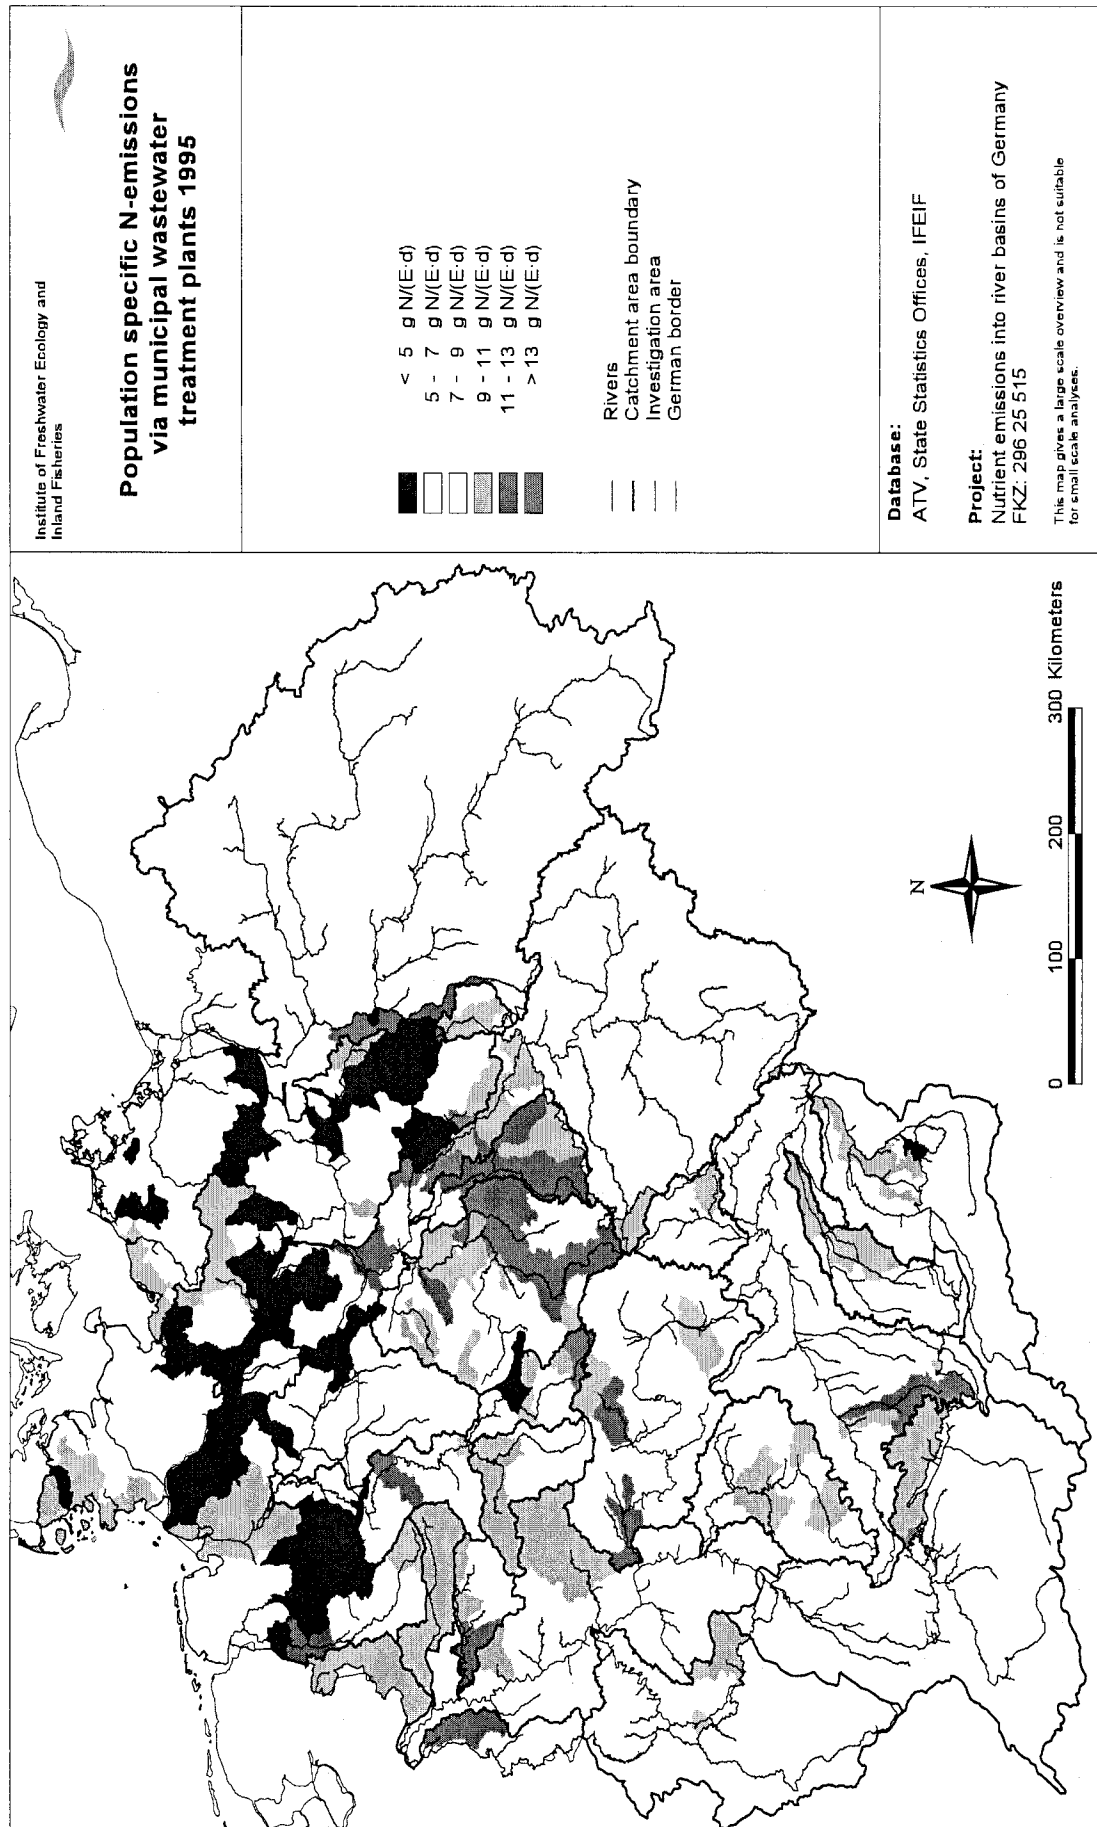 Institute of Freshwater Ecology and
Inland Fisheries
Population specific N-emissions
via municipal wastewater
treatment plants 1995
< 5 g N/(E·d)
5 - 7 g N/(E·d)
7 - 9 g N/(E·d)
9 - 11 g N/(E·d)
11 - 13 g N/(E·d)
> 13 g N/(E·d)
Rivers
Catchment area boundary
Investigation area
German border
Database:
ATV, State Statistics Offices, IFEIF
Project:
Nutrient emissions into river basins of Germany
FKZ: 296 25 515
This map gives a large scale overview and is not suitable
for small scale analyses.
N
0 100 200 300 Kilometers